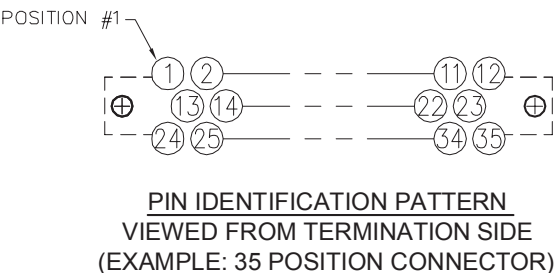 POSITION #1
1 2 11 12
13 14 22 23
24 25 34 35
PIN IDENTIFICATION PATTERN
VIEWED FROM TERMINATION SIDE
(EXAMPLE: 35 POSITION CONNECTOR)